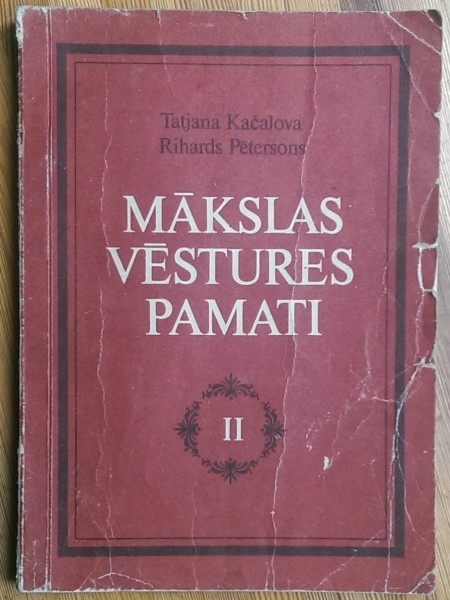 Tatjana Kačalova
Rihards Pētersons
MĀKSLAS
VĒSTURES
PAMATI
II